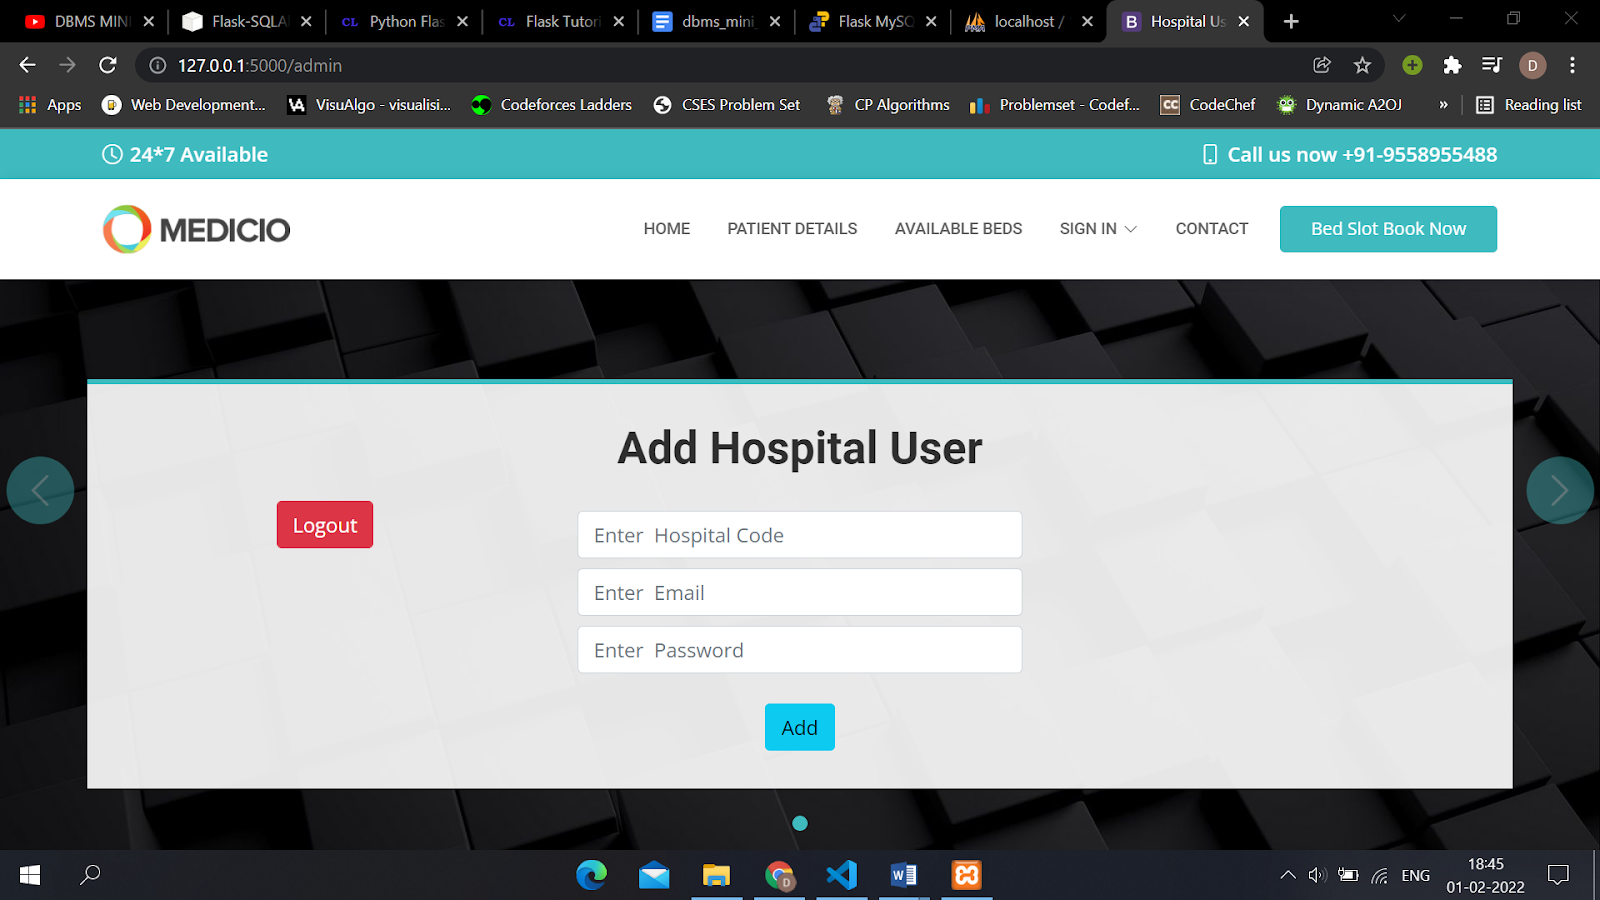 DBMS MINI
Flask-SQLA
Python Flas
Flask Tutori
dbms_mini
Flask MySQ
localhost /
Hospital Us
127.0.0.1:5000/admin
D
Apps
Web Development...
VisuAlgo - visualisi...
Codeforces Ladders
CSES Problem Set
CP Algorithms
Problemset - Codef...
CodeChef
Dynamic A2OJ
»
Reading list
24*7 Available
Call us now +91-9558955488
MEDICIO
HOME
PATIENT DETAILS
AVAILABLE BEDS
SIGN IN
CONTACT
Bed Slot Book Now
Add Hospital User
Logout
Enter Hospital Code
Enter Email
Enter Password
Add
ENG
18:45
01-02-2022